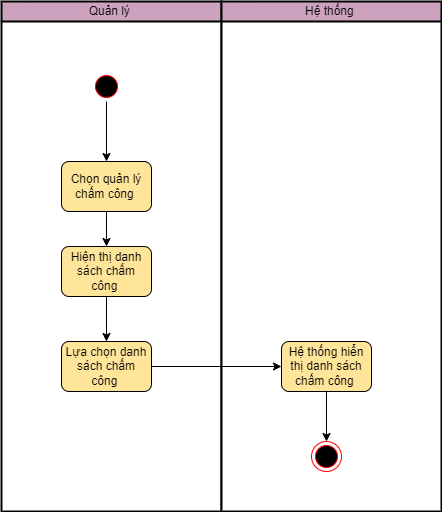 Quản lý
Hệ thống
Chọn quản lý
chấm công
Hiện thị danh
sách chấm
công
Lựa chọn danh
sách chấm
công
Hệ thống hiển
thị danh sách
chấm công